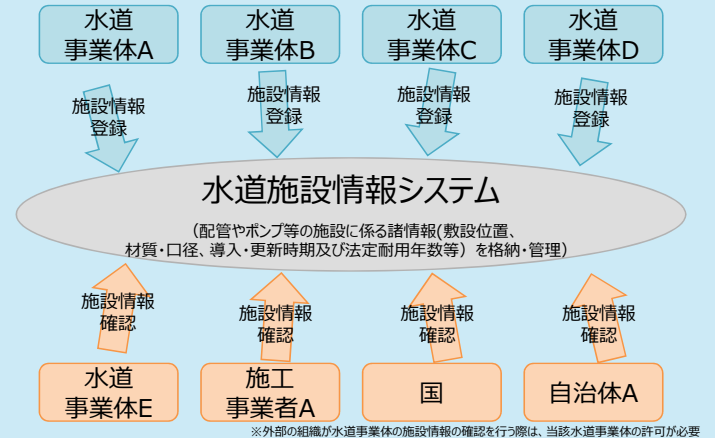 水道
事業体A
水道
事業体B
水道
事業体C
水道
事業体D
施設情報
登録
施設情報
登録
施設情報
登録
施設情報
登録
水道施設情報システム
（配管やポンプ等の施設に係る諸情報(敷設位置、
材質・口径、導入・更新時期及び法定耐用年数等）を格納・管理）
施設情報
確認
施設情報
確認
施設情報
確認
施設情報
確認
水道
事業体E
施工
事業者A
国
自治体A
※外部の組織が水道事業体の施設情報の確認を行う際は、当該水道事業体の許可が必要